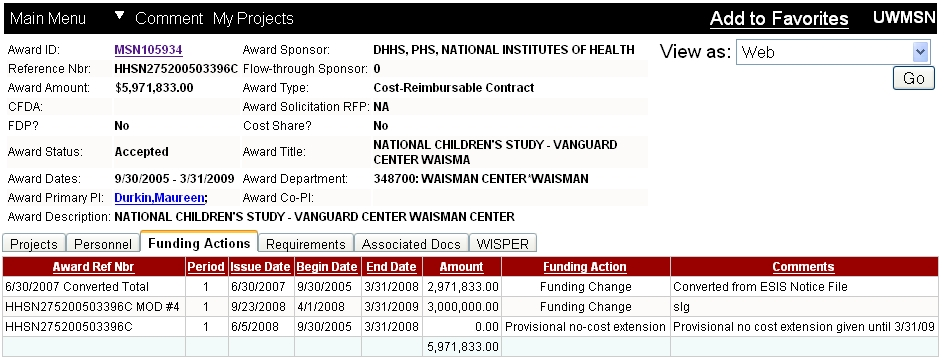 Main Menu ▼ Comment My Projects Add to Favorites UWMSN
Award ID: MSN105934 Award Sponsor: DHHS, PHS, NATIONAL INSTITUTES OF HEALTH View as: Web
Reference Nbr: HHSN275200503396C Flow-through Sponsor: 0
Go
Award Amount: $5,971,833.00 Award Type: Cost-Reimbursable Contract
CFDA: Award Solicitation RFP: NA
FDP? No Cost Share? No
Award Status: Accepted Award Title: NATIONAL CHILDREN'S STUDY - VANGUARD
CENTER WAISMA
Award Dates: 9/30/2005 - 3/31/2009 Award Department: 348700: WAISMAN CENTER*WAISMAN
Award Primary PI: Durkin,Maureen; Award Co-PI:
Award Description: NATIONAL CHILDREN'S STUDY - VANGUARD CENTER WAISMAN CENTER
Projects Personnel Funding Actions Requirements Associated Docs WISPER
Award Ref Nbr Period Issue Date Begin Date End Date Amount Funding Action Comments
6/30/2007 Converted Total 1 6/30/2007 9/30/2005 3/31/2008 2,971,833.00 Funding Change Converted from ESIS Notice File
HHSN275200503396C MOD #4 1 9/23/2008 4/1/2008 3/31/2009 3,000,000.00 Funding Change slg
HHSN275200503396C 1 6/5/2008 9/30/2005 3/31/2008 0.00 Provisional no-cost extension Provisional no cost extension given until 3/31/09
5,971,833.00